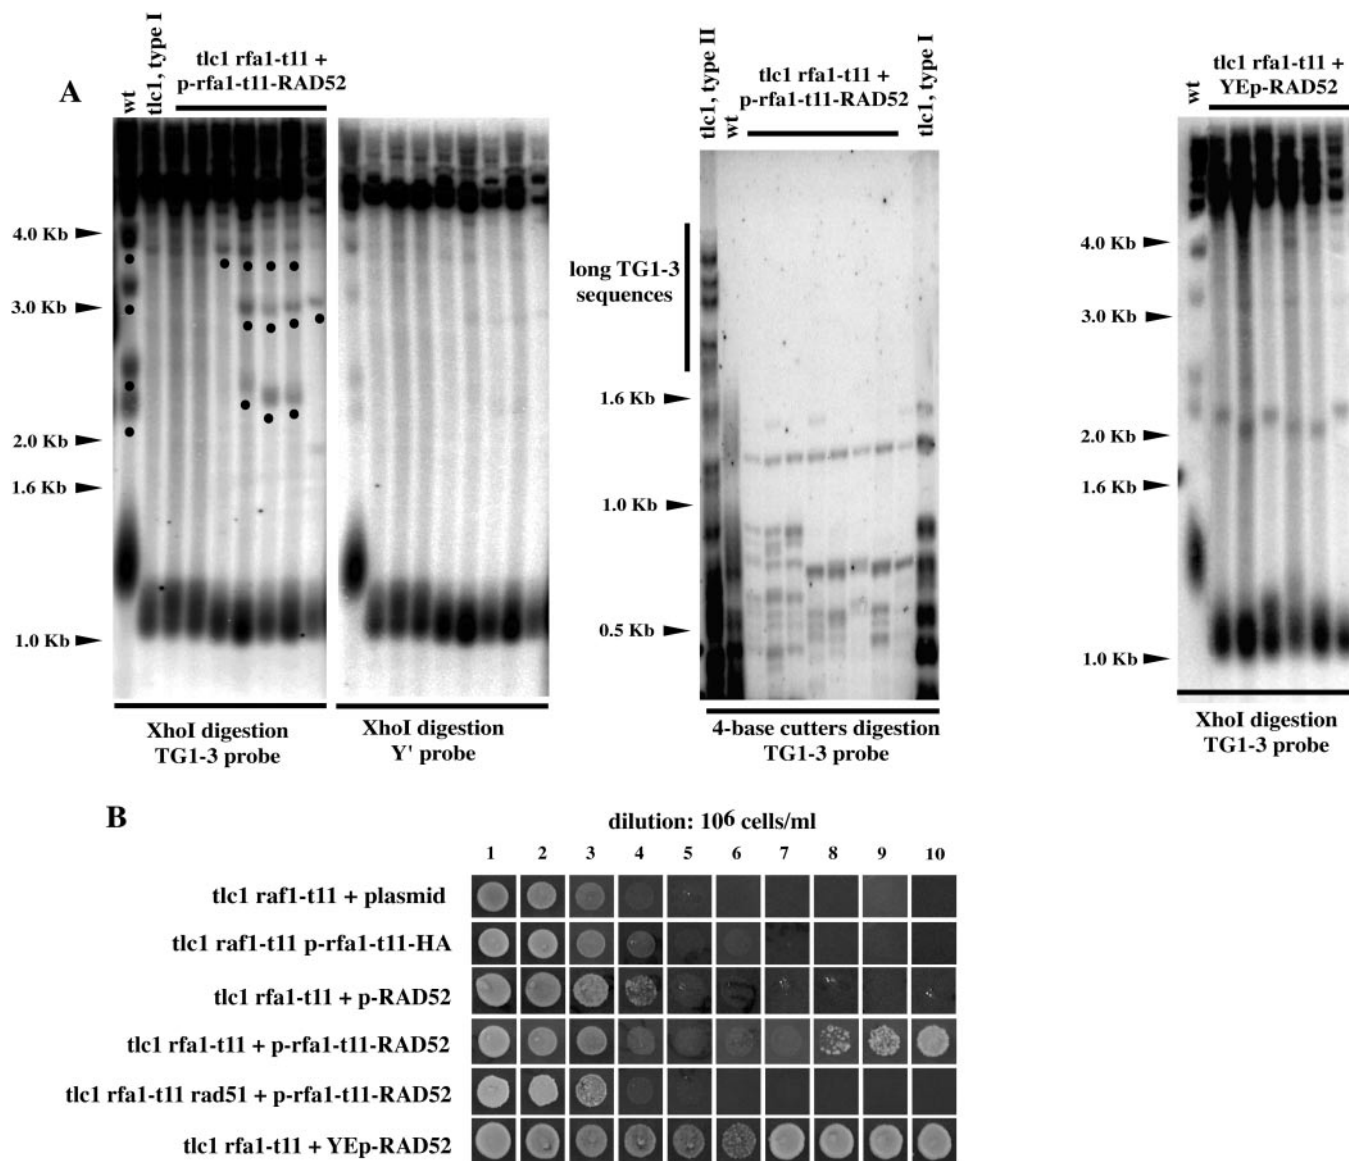 A
wt
tlc1, type I
tlc1 rfa1-t11 +
p-rfa1-t11-RAD52
4.0 Kb
3.0 Kb
2.0 Kb
1.6 Kb
1.0 Kb
XhoI digestion
TG1-3 probe
XhoI digestion
Y' probe
tlc1, type II
wt
tlc1 rfa1-t11 +
p-rfa1-t11-RAD52
tlc1, type I
long TG1-3
sequences
1.6 Kb
1.0 Kb
0.5 Kb
4-base cutters digestion
TG1-3 probe
wt
tlc1 rfa1-t11 +
YEp-RAD52
4.0 Kb
3.0 Kb
2.0 Kb
1.6 Kb
1.0 Kb
XhoI digestion
TG1-3 probe
B
dilution: 10⁶ cells/ml
1 2 3 4 5 6 7 8 9 10
tlc1 raf1-t11 + plasmid
tlc1 raf1-t11 p-rfa1-t11-HA
tlc1 rfa1-t11 + p-RAD52
tlc1 rfa1-t11 + p-rfa1-t11-RAD52
tlc1 rfa1-t11 rad51 + p-rfa1-t11-RAD52
tlc1 rfa1-t11 + YEp-RAD52